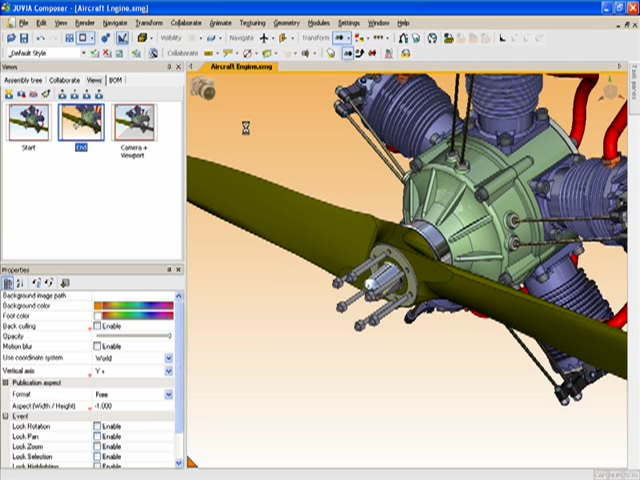 3DVIA Composer - [Aircraft Engine.smg]
File Edit View Render Navigate Transform Collaborate Animate Texturing Geometry Modules Settings Window Help
Visibility Navigate Transform
_Default Style Collaborate
Views
Aircraft Engine.smg
Assembly tree Collaborate Views BOM
Start End Camera + Viewport
Properties
Background image path
Background color
Foot color
Back culling Enable
Opacity
Motion blur Enable
Use coordinate system World
Vertical axis Y +
Publication aspect
Format Free
Aspect (Width / Height) -1.000
Event
Lock Rotation Enable
Lock Pan Enable
Lock Zoom Enable
Lock Selection Enable
Lock Highlighting Enable
CAP NUM SCRL